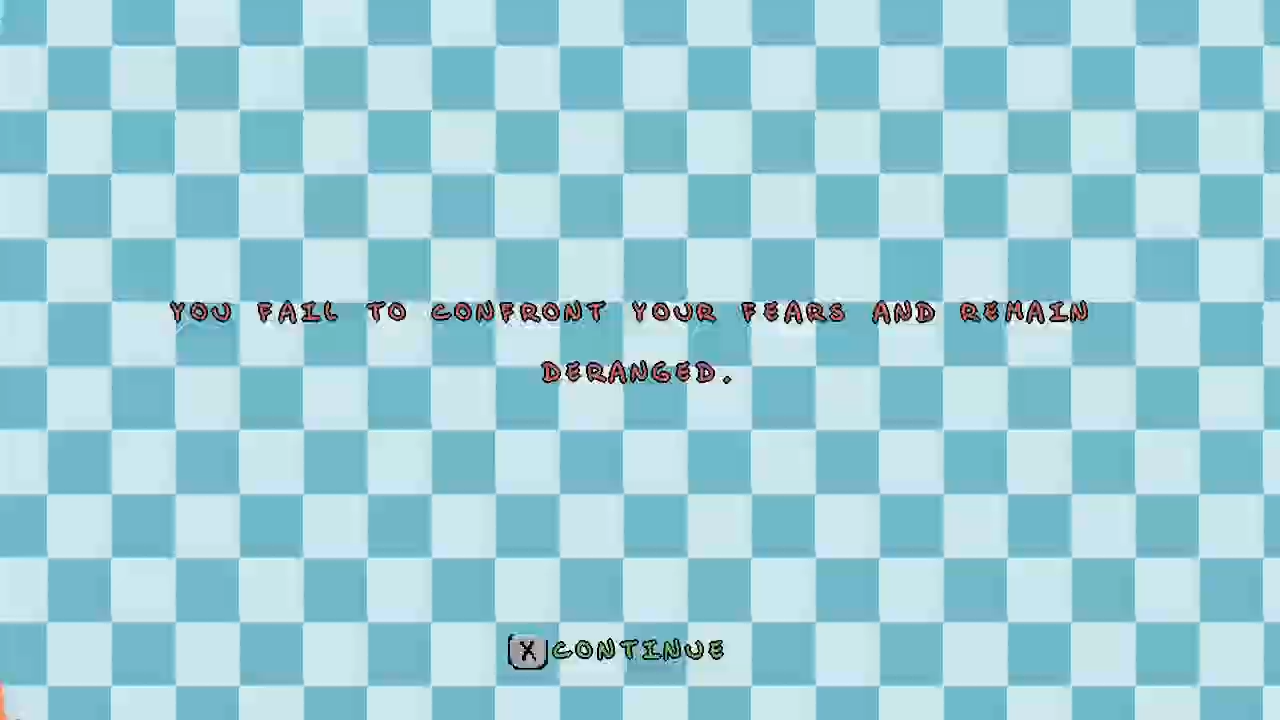 YOU FAIL TO CONFRONT YOUR FEARS AND REMAIN
DERANGED.
X CONTINUE